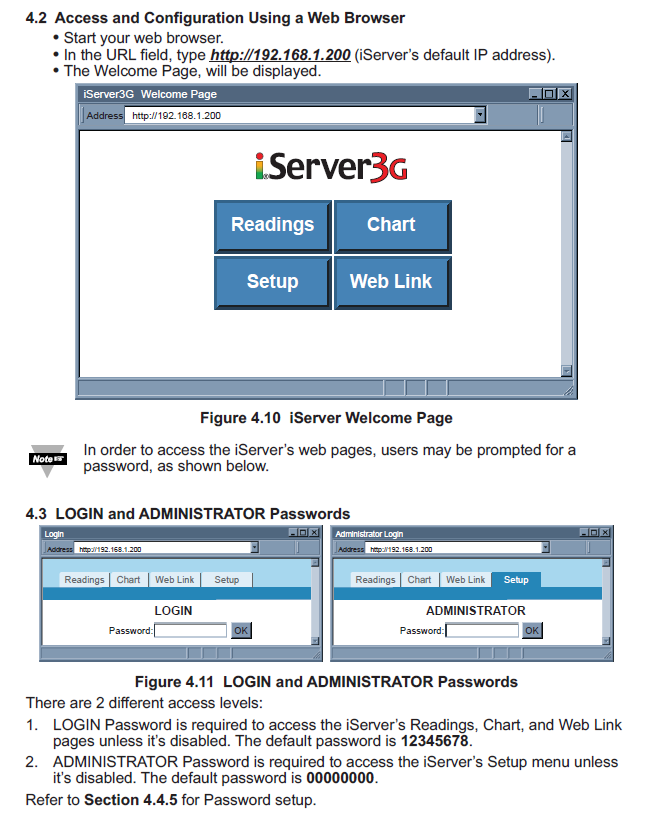 4.2 Access and Configuration Using a Web Browser
• Start your web browser.
• In the URL field, type http://192.168.1.200 (iServer's default IP address).
• The Welcome Page, will be displayed.
iServer3G Welcome Page
Address http://192.168.1.200
iServer3G
Readings Chart
Setup Web Link
Figure 4.10 iServer Welcome Page
Note In order to access the iServer's web pages, users may be prompted for a
password, as shown below.
4.3 LOGIN and ADMINISTRATOR Passwords
Login
Address http://192.168.1.200
Readings Chart Web Link Setup
LOGIN
Password: OK
Administrator Login
Address http://192.168.1.200
Readings Chart Web Link Setup
ADMINISTRATOR
Password: OK
Figure 4.11 LOGIN and ADMINISTRATOR Passwords
There are 2 different access levels:
1. LOGIN Password is required to access the iServer's Readings, Chart, and Web Link
pages unless it's disabled. The default password is 12345678.
2. ADMINISTRATOR Password is required to access the iServer's Setup menu unless
it's disabled. The default password is 00000000.
Refer to Section 4.4.5 for Password setup.